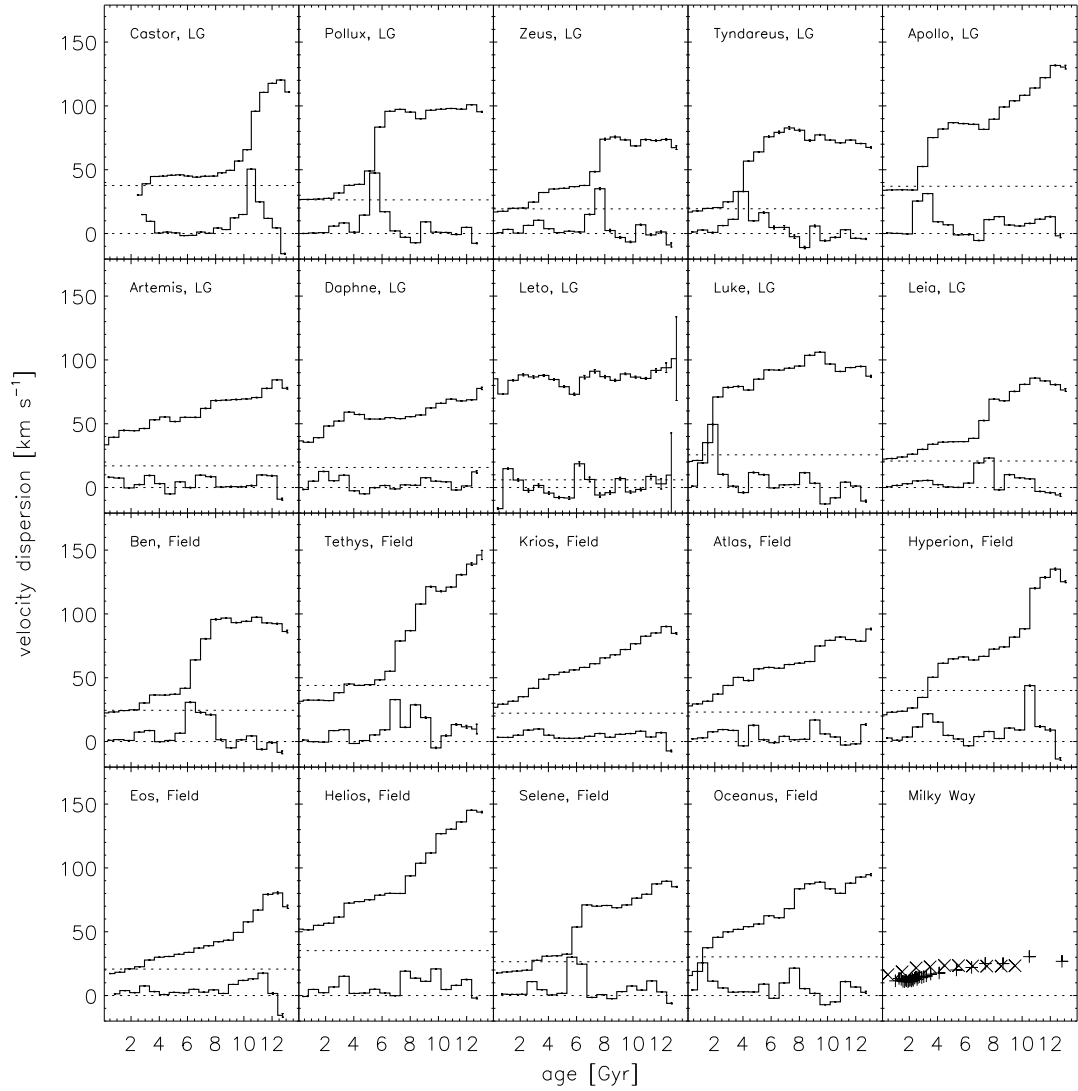 Castor, LG
Pollux, LG
Zeus, LG
Tyndareus, LG
Apollo, LG
150
100
50
0
Artemis, LG
Daphne, LG
Leto, LG
Luke, LG
Leia, LG
150
100
50
0
velocity dispersion [km s⁻¹]
Ben, Field
Tethys, Field
Krios, Field
Atlas, Field
Hyperion, Field
150
100
50
0
Eos, Field
Helios, Field
Selene, Field
Oceanus, Field
Milky Way
150
100
50
0
2 4 6 8 10 12 2 4 6 8 10 12 2 4 6 8 10 12 2 4 6 8 10 12 2 4 6 8 10 12
age [Gyr]